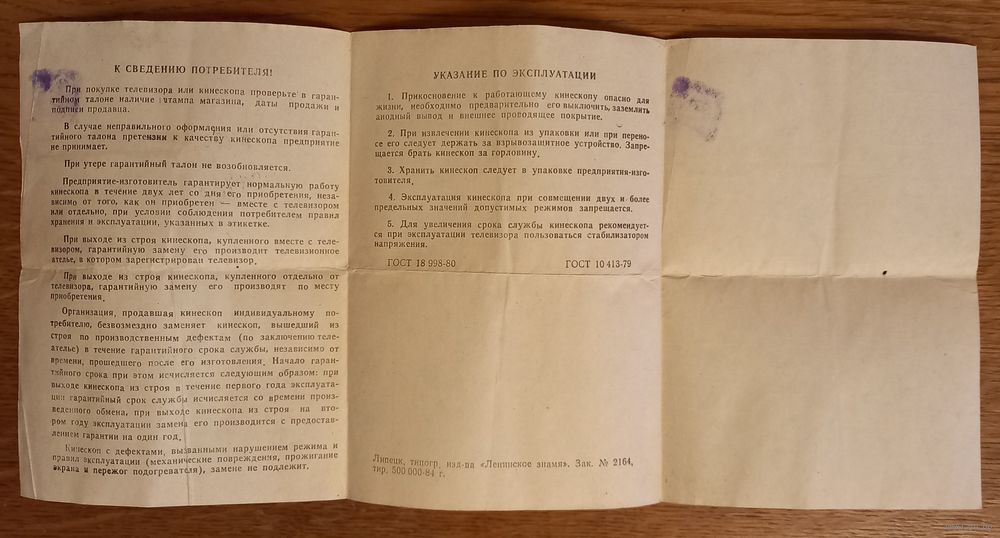 К СВЕДЕНИЮ ПОТРЕБИТЕЛЯ!
При покупке телевизора или кинескопа проверьте в гаран-
тийном талоне наличие штампа магазина, даты продажи и
подписи продавца.
В случае неправильного оформления или отсутствия гаран-
тийного талона претензии к качеству кинескопа предприятие
не принимает.
При утере гарантийный талон не возобновляется.
Предприятие-изготовитель гарантирует нормальную работу
кинескопа в течение двух лет со дня его приобретения, неза-
висимо от того, как он приобретен — вместе с телевизором
или отдельно, при условии соблюдения потребителем правил
хранения и эксплуатации, указанных в этикетке.
При выходе из строя кинескопа, купленного вместе с теле-
визором, гарантийную замену его производит телевизионное
ателье, в котором зарегистрирован телевизор.
При выходе из строя кинескопа, купленного отдельно от
телевизора, гарантийную замену его производят по месту
приобретения.
Организация, продавшая кинескоп индивидуальному по-
требителю, безвозмездно заменяет кинескоп, вышедший из
строя по производственным дефектам (по заключению теле-
ателье) в течение гарантийного срока службы, независимо от
времени, прошедшего после его изготовления. Начало гаран-
тийного срока при этом исчисляется следующим образом: при
выходе кинескопа из строя в течение первого года эксплуата-
ции гарантийный срок службы исчисляется со времени произ-
веденного обмена, при выходе кинескопа из строя на вто-
ром году эксплуатации замена его производится с предостав-
лением гарантии на один год.
Кинескоп с дефектами, вызванными нарушением режима и
правил эксплуатации (механические повреждения, прожигание
экрана и пережог подогревателя), замене не подлежит.
УКАЗАНИЕ ПО ЭКСПЛУАТАЦИИ
1. Прикосновение к работающему кинескопу опасно для
жизни, необходимо предварительно его выключить, заземлить
анодный вывод и внешнее проводящее покрытие.
2. При извлечении кинескопа из упаковки или при перено-
се его следует держать за взрывозащитное устройство. Запре-
щается брать кинескоп за горловину.
3. Хранить кинескоп следует в упаковке предприятия-изго-
товителя.
4. Эксплуатация кинескопа при совмещении двух и более
предельных значений допустимых режимов запрещается.
5. Для увеличения срока службы кинескопа рекомендует-
ся при эксплуатации телевизора пользоваться стабилизатором
напряжения.
ГОСТ 18 998-80 ГОСТ 10 413-79
Липецк, типогр. изд-ва «Ленинское знамя». Зак. № 2164,
тир. 500 000-84 г.